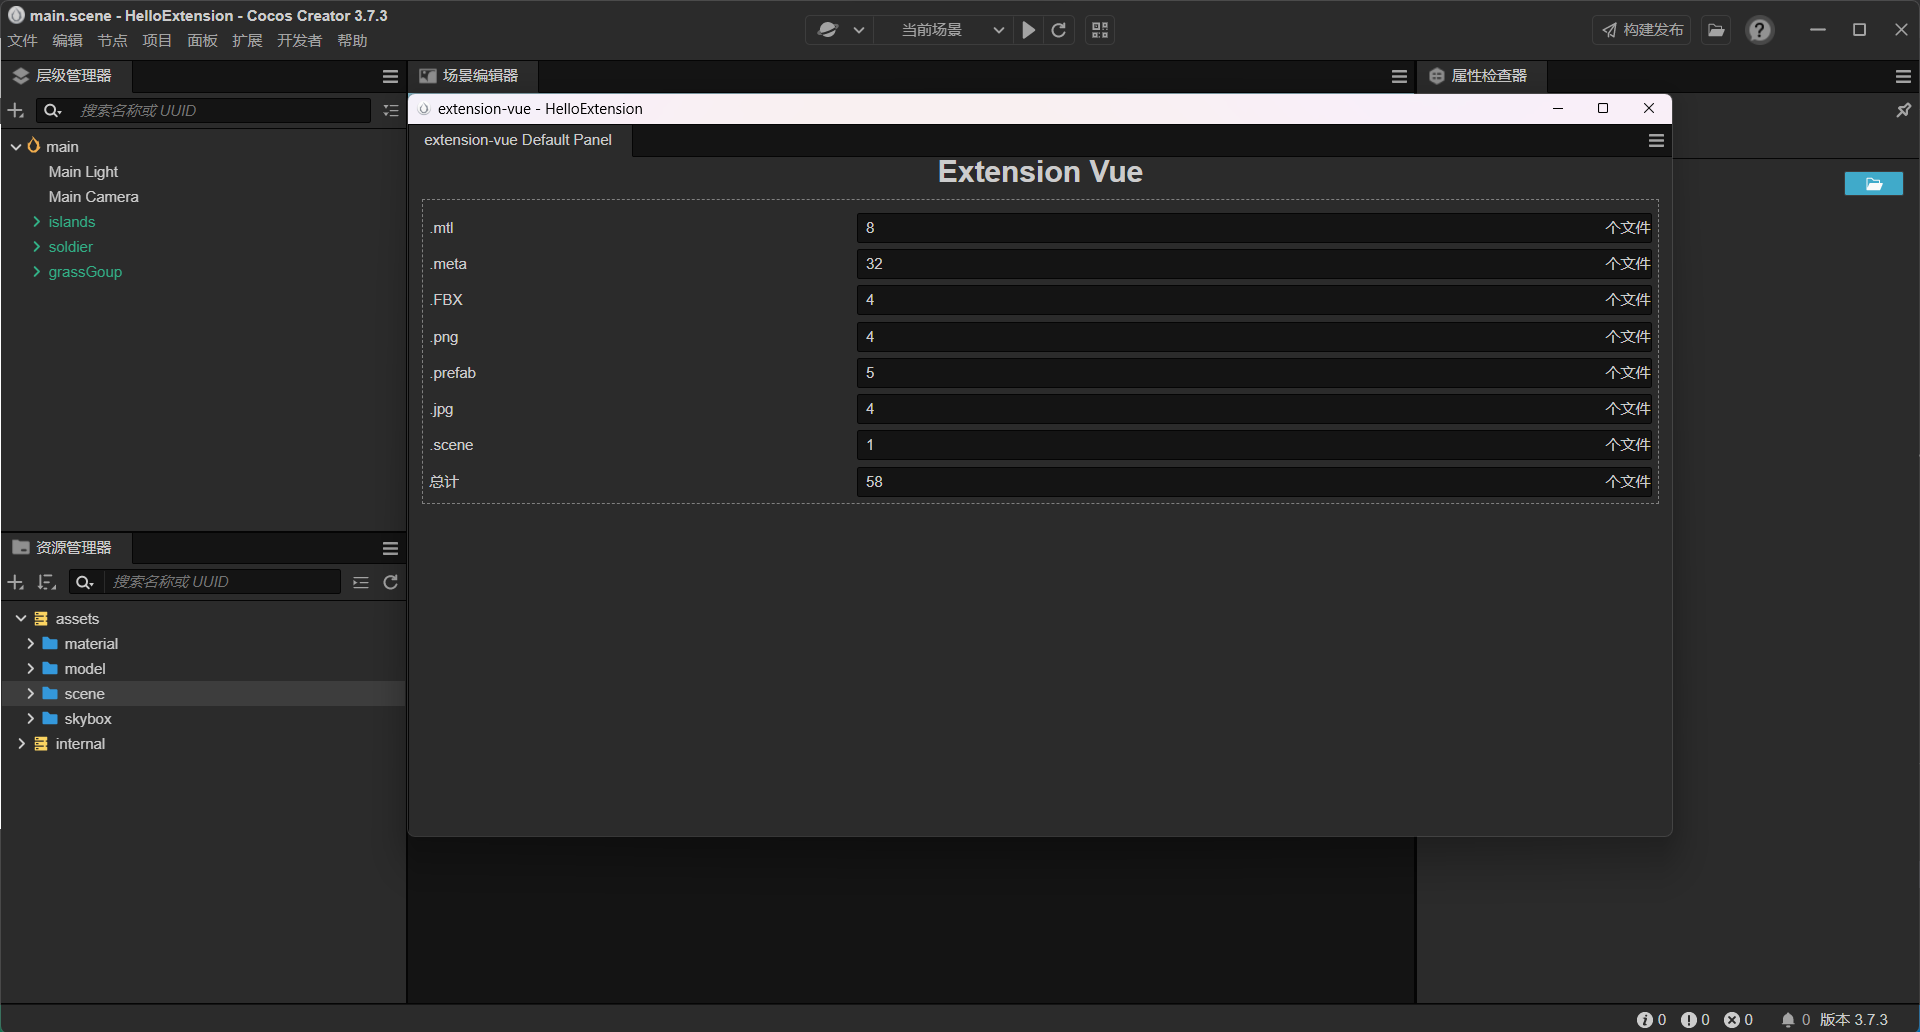 main.scene - HelloExtension - Cocos Creator 3.7.3
文件 编辑 节点 项目 面板 扩展 开发者 帮助
当前场景
构建发布
层级管理器
场景编辑器
属性检查器
搜索名称或 UUID
extension-vue - HelloExtension
extension-vue Default Panel
Extension Vue
main
Main Light
Main Camera
islands
soldier
grassGoup
.mtl 8 个文件
.meta 32 个文件
.FBX 4 个文件
.png 4 个文件
.prefab 5 个文件
.jpg 4 个文件
.scene 1 个文件
总计 58 个文件
资源管理器
搜索名称或 UUID
assets
material
model
scene
skybox
internal
0 0 0 0 版本 3.7.3